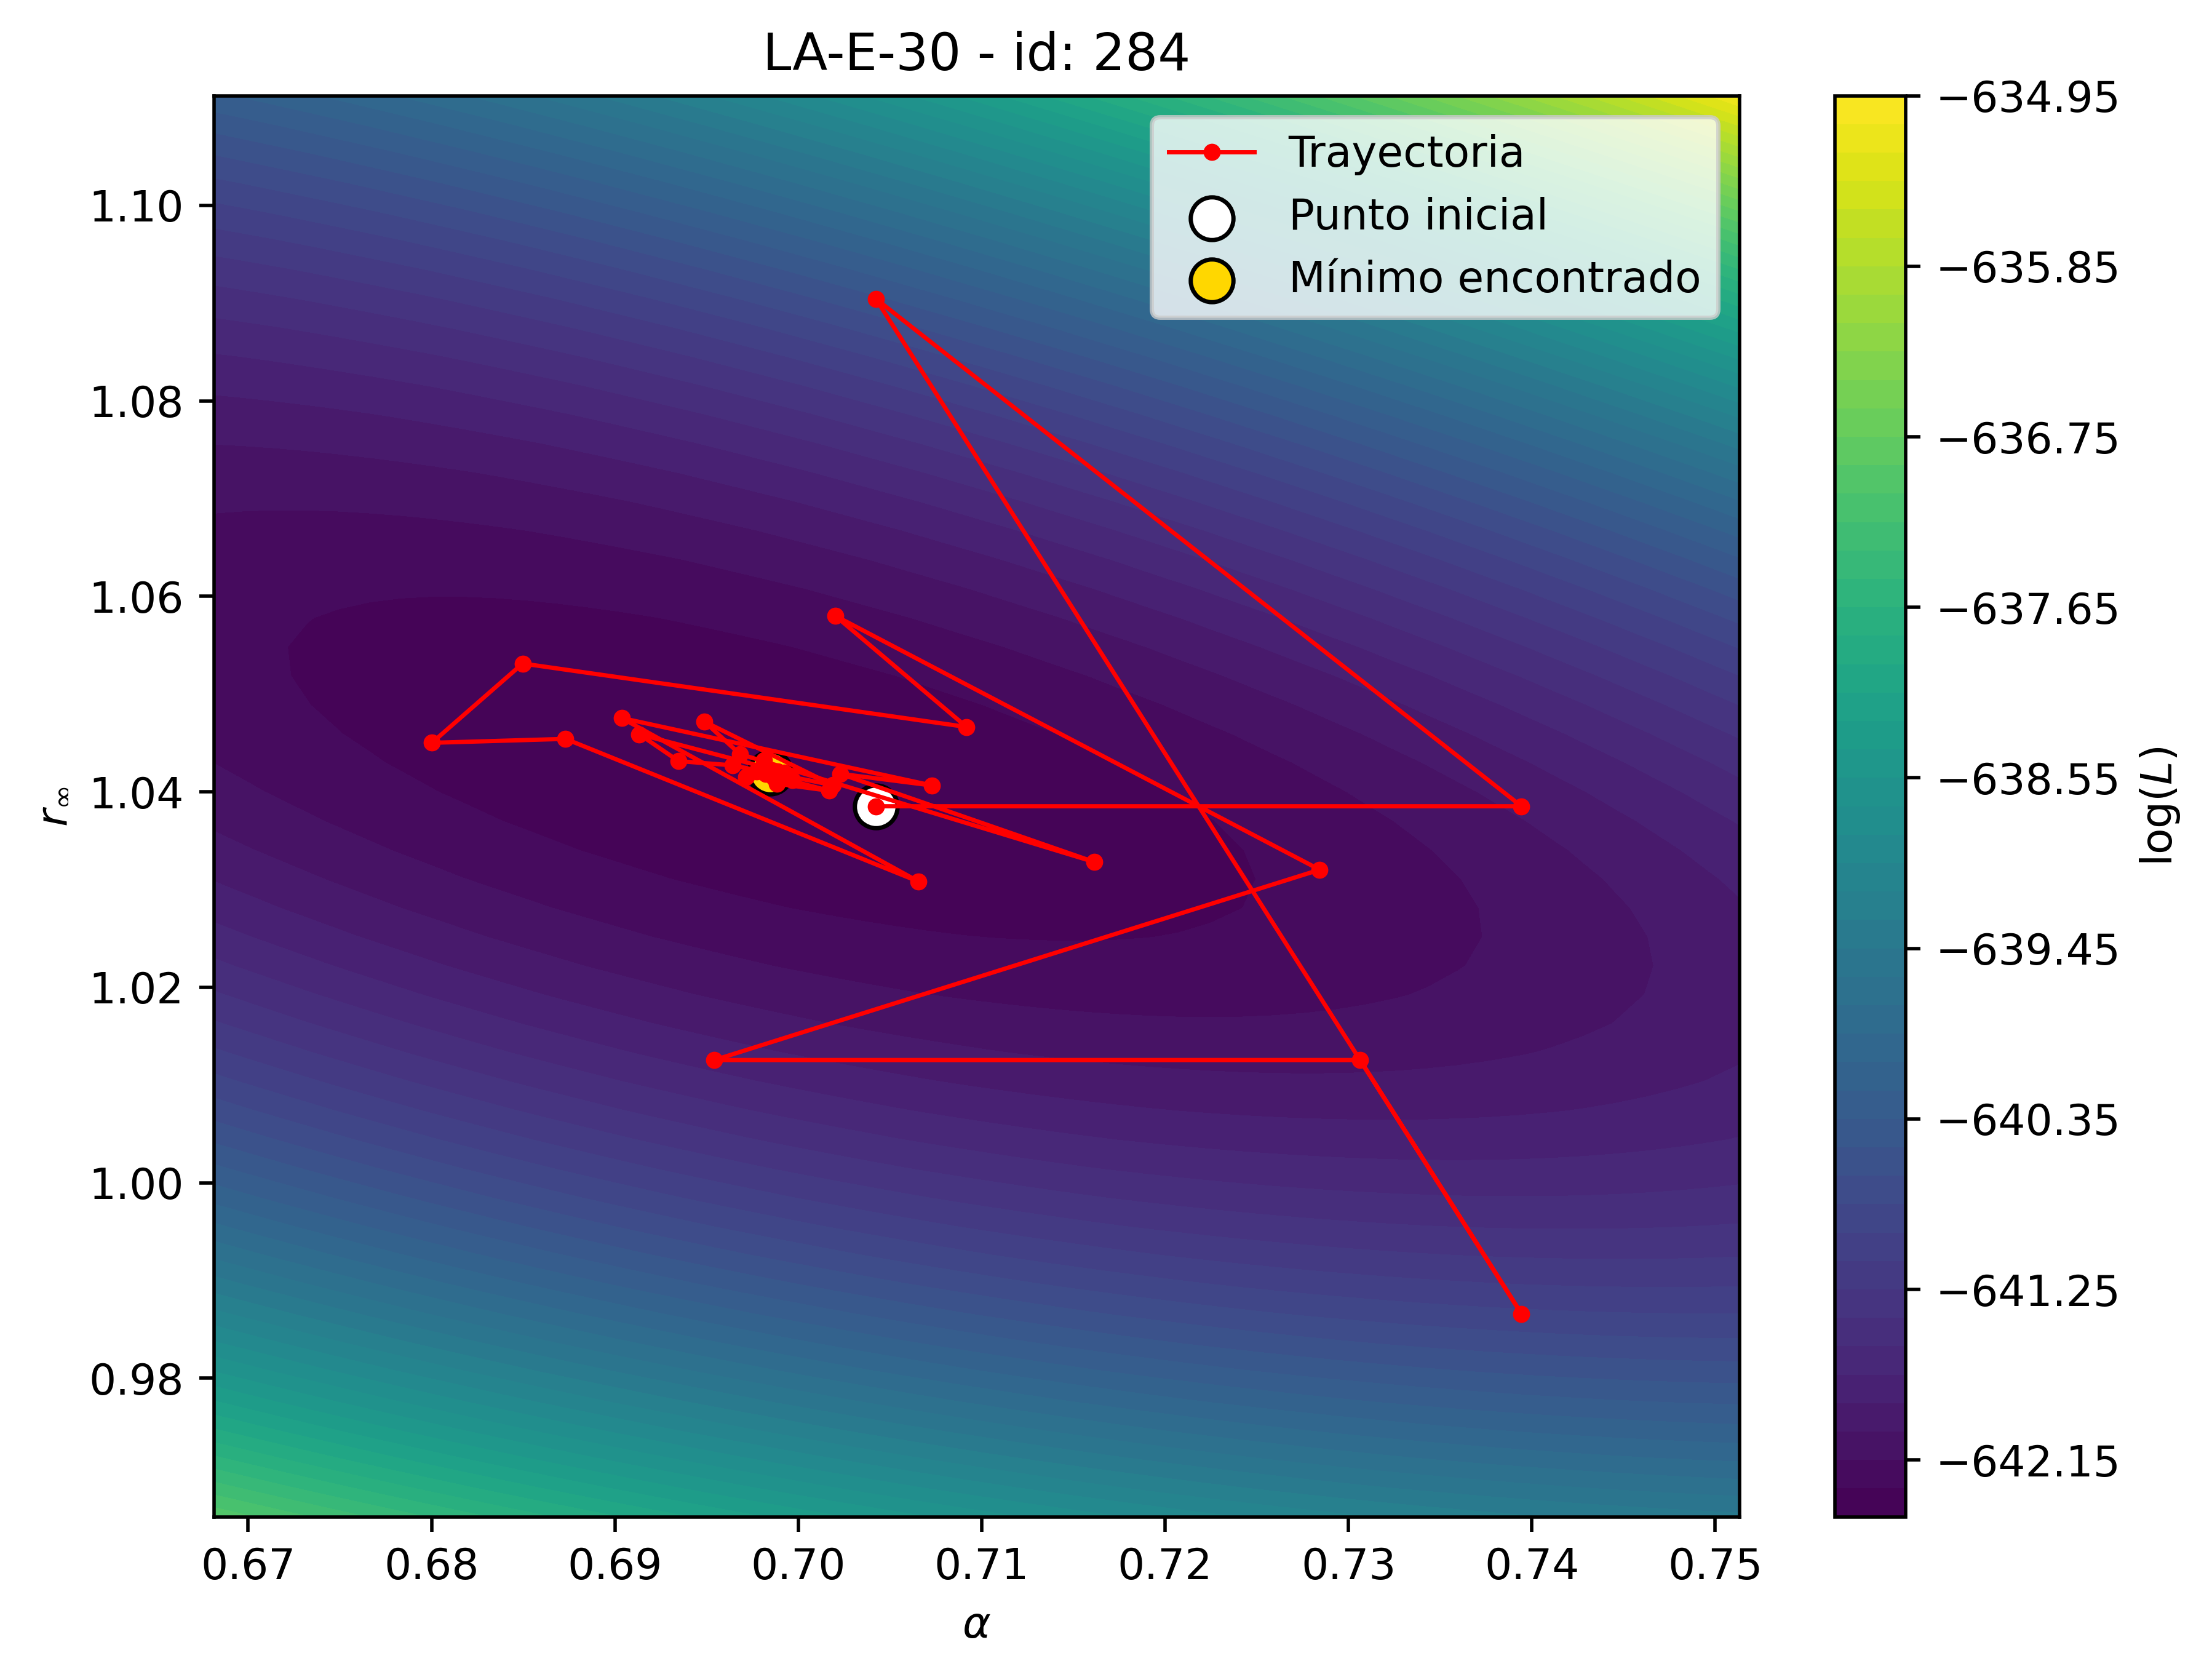 LA-E-30 - id: 284
Trayectoria
Punto inicial
Mínimo encontrado
1.10
1.08
1.06
1.04
1.02
1.00
0.98
r∞
0.67 0.68 0.69 0.70 0.71 0.72 0.73 0.74 0.75
α
−634.95
−635.85
−636.75
−637.65
−638.55
−639.45
−640.35
−641.25
−642.15
log(L)